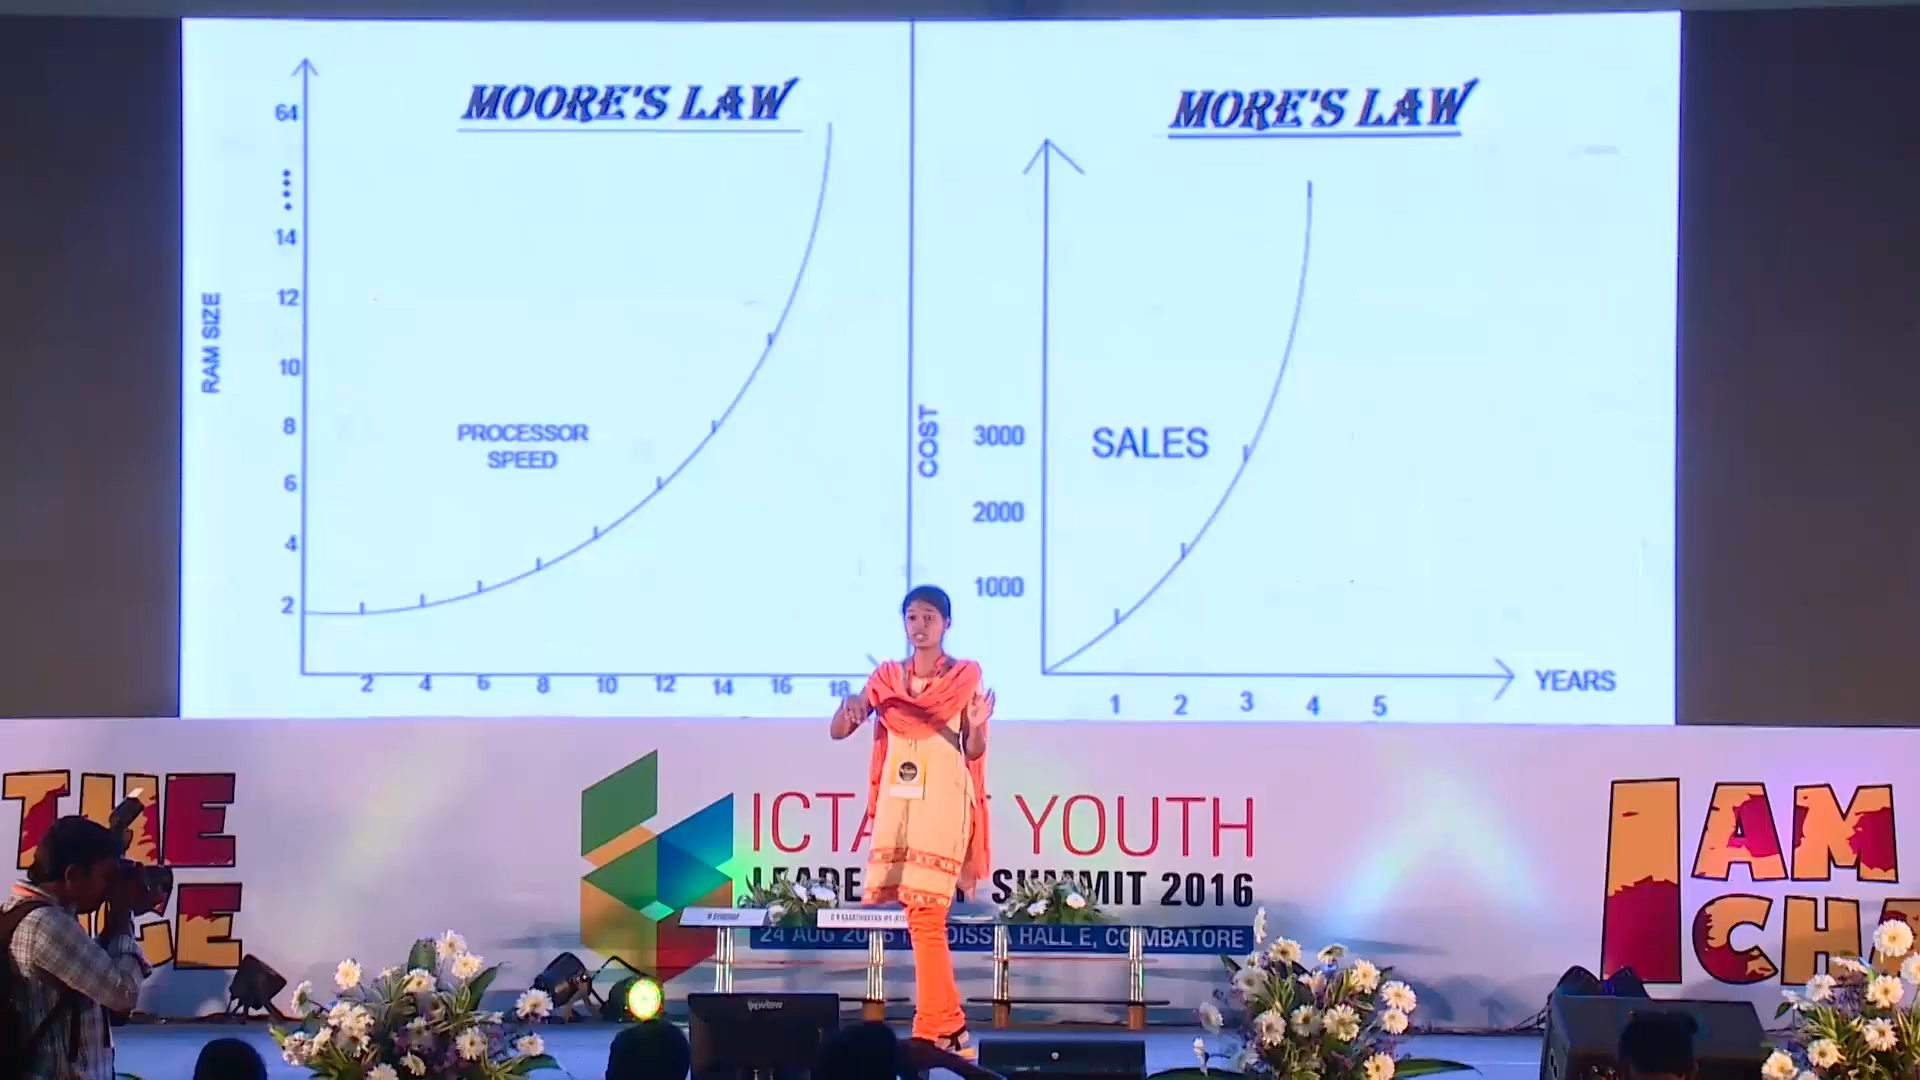 MOORE'S LAW
64
14
12
10
8
6
4
2
RAM SIZE
PROCESSOR
SPEED
2 4 6 8 10 12 14 16 18
MORE'S LAW
COST
3000
2000
1000
SALES
1 2 3 4 5
YEARS
THE
I AM
CH
YOUTH
SUMMIT 2016
24 AUG HALL E, COIMBATORE